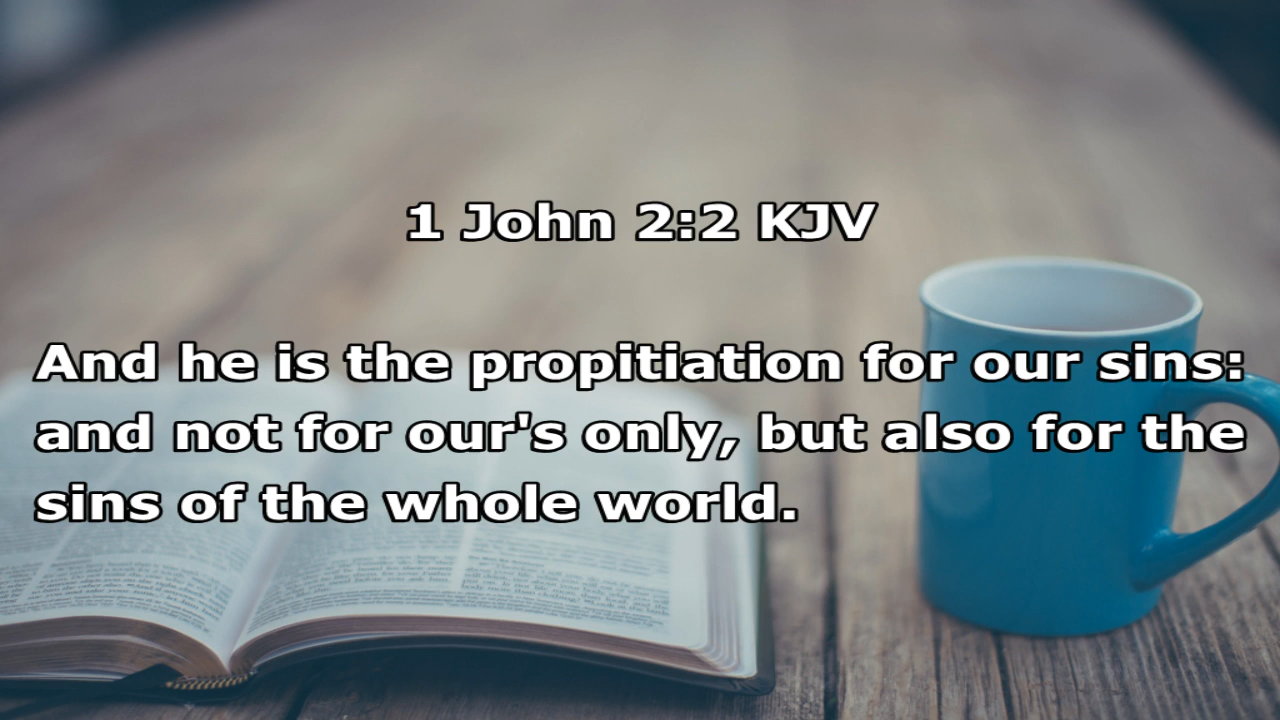 1 John 2:2 KJV
And he is the propitiation for our sins:
and not for our's only, but also for the
sins of the whole world.